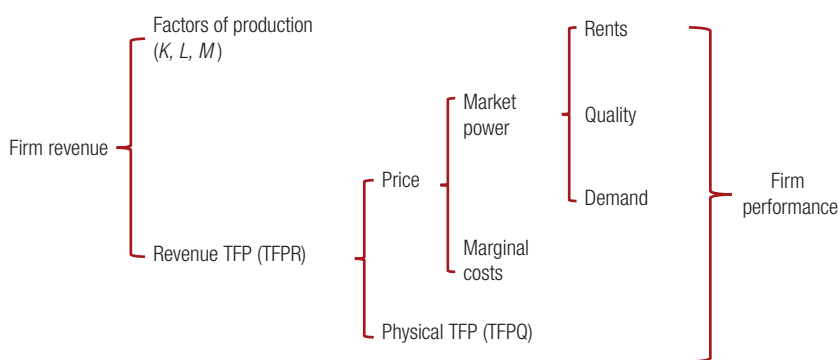 Firm revenue
Factors of production
(K, L, M)
Revenue TFP (TFPR)
Price
Physical TFP (TFPQ)
Market
power
Marginal
costs
Rents
Quality
Demand
Firm
performance